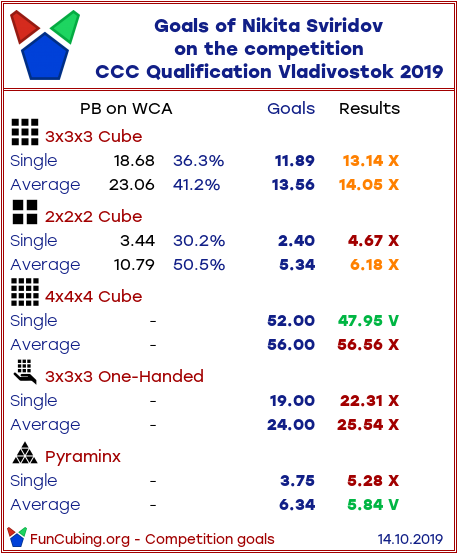 Goals of Nikita Sviridov
on the competition
CCC Qualification Vladivostok 2019
PB on WCA Goals Results
3x3x3 Cube
Single 18.68 36.3% 11.89 13.14 X
Average 23.06 41.2% 13.56 14.05 X
2x2x2 Cube
Single 3.44 30.2% 2.40 4.67 X
Average 10.79 50.5% 5.34 6.18 X
4x4x4 Cube
Single - 52.00 47.95 V
Average - 56.00 56.56 X
3x3x3 One-Handed
Single - 19.00 22.31 X
Average - 24.00 25.54 X
Pyraminx
Single - 3.75 5.28 X
Average - 6.34 5.84 V
FunCubing.org - Competition goals 14.10.2019